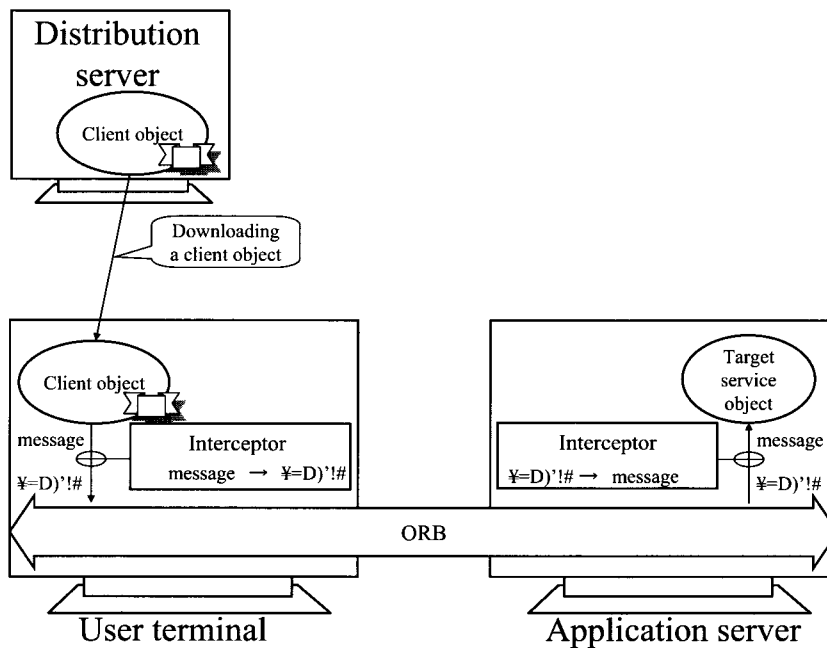 Distribution
server
Client object
Downloading
a client object
Client object
message
¥=D)'!#
Interceptor
message → ¥=D)'!#
Target
service
object
Interceptor
¥=D)'!# → message
message
¥=D)'!#
ORB
User terminal
Application server